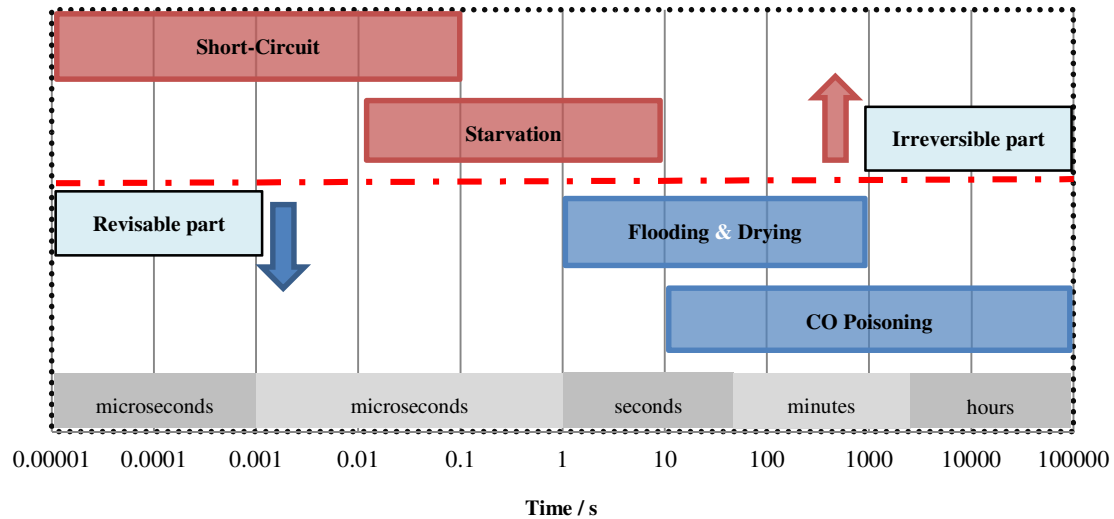 Short-Circuit
Starvation
Irreversible part
Revisable part
Flooding & Drying
CO Poisoning
microseconds microseconds seconds minutes hours
0.00001 0.0001 0.001 0.01 0.1 1 10 100 1000 10000 100000
Time / s